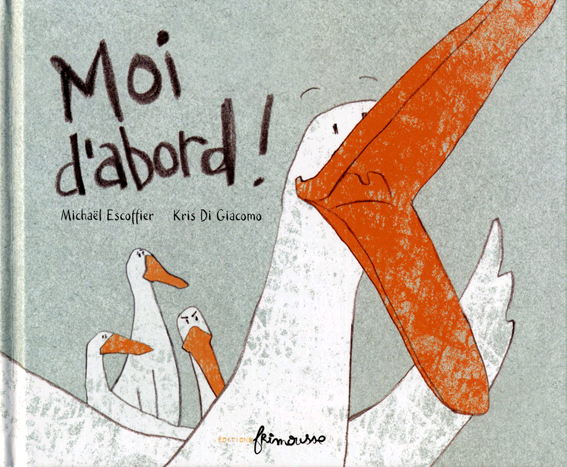 Moi
d'abord !
Michaël Escoffier Kris Di Giacomo
ÉDITIONS Frimousse